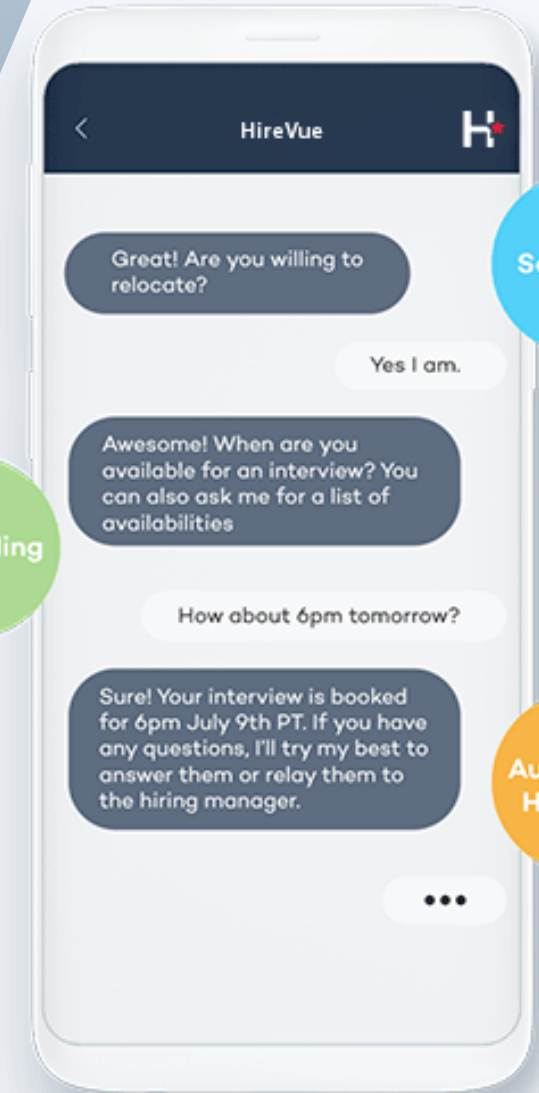 HireVue
H
Great! Are you willing to
relocate?
Yes I am.
Awesome! When are you
available for an interview? You
can also ask me for a list of
availabilities
How about 6pm tomorrow?
Sure! Your interview is booked
for 6pm July 9th PT. If you have
any questions, I'll try my best to
answer them or relay them to
the hiring manager.